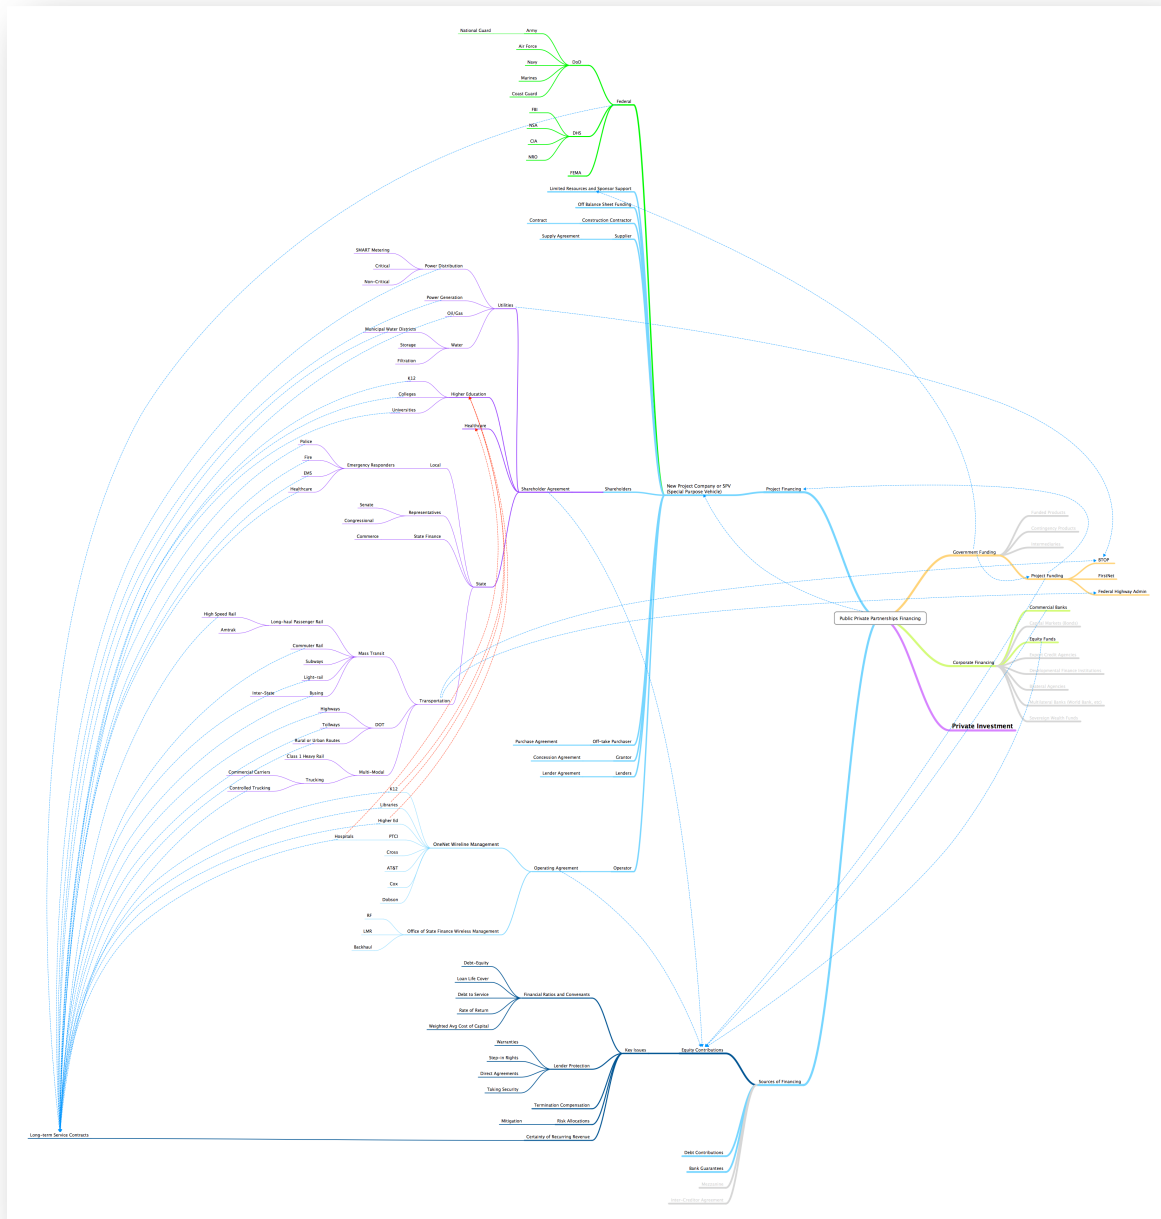 National Guard
Army
Air Force
Navy
Marines
Coast Guard
DoD
Federal
FBI
NSA
CIA
NRO
DHS
FEMA
Limited Resources and Sponsor Support
Off Balance Sheet Funding
Contract
Construction Contractor
Supply Agreement
Supplier
SMART Metering
Critical
Non-Critical
Power Distribution
Power Generation
Oil/Gas
Utilities
Municipal Water Districts
Storage
Filtration
Water
K12
Colleges
Universities
Higher Education
Healthcare
Police
Fire
EMS
Healthcare
Emergency Responders
Local
Senate
Congressional
Representatives
Commerce
State Finance
State
Shareholder Agreement
Shareholders
New Project Company or SPV
(Special Purpose Vehicle)
Project Financing
High Speed Rail
Amtrak
Long-haul Passenger Rail
Commuter Rail
Subways
Light-rail
Inter-State
Busing
Mass Transit
Highways
Tollways
Rural or Urban Routes
DOT
Transportation
Class 1 Heavy Rail
Commercial Carriers
Controlled Trucking
Trucking
Multi-Modal
Purchase Agreement
Off-take Purchaser
Concession Agreement
Grantor
Lender Agreement
Lenders
K12
Libraries
Higher Ed
Hospitals
PTCI
Cross
AT&T
Cox
Dobson
OneNet Wireline Management
Operating Agreement
Operator
RF
LMR
Backhaul
Office of State Finance Wireless Management
Government Funding
Project Funding
BTOP
FirstNet
Federal Highway Admin
Public Private Partnerships Financing
Commercial Banks
Equity Funds
Corporate Financing
Private Investment
Debt-Equity
Loan Life Cover
Debt to Service
Rate of Return
Weighted Avg Cost of Capital
Financial Ratios and Convenants
Warranties
Step-in Rights
Direct Agreements
Taking Security
Lender Protection
Key Issues
Equity Contributions
Sources of Financing
Termination Compensation
Mitigation
Risk Allocations
Long-term Service Contracts
Certainty of Recurring Revenue
Debt Contributions
Bank Guarantees